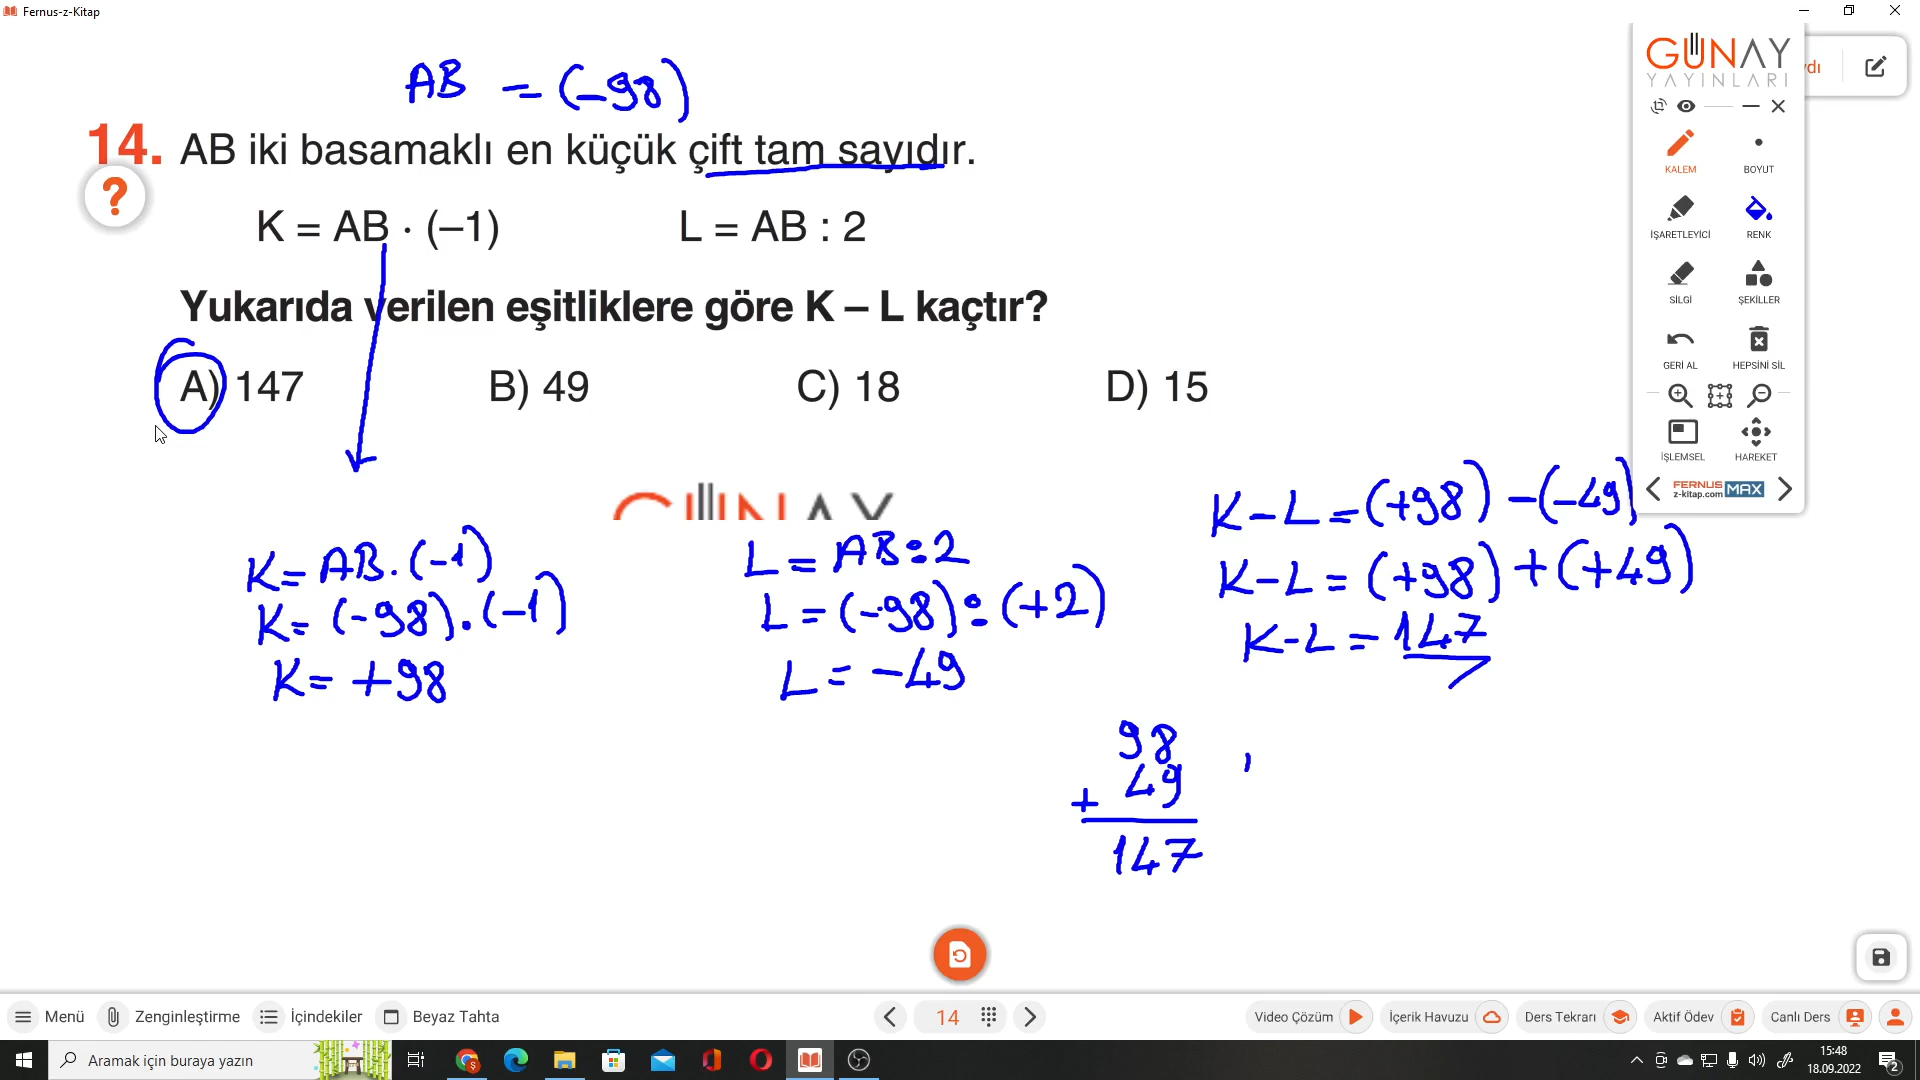 Fernus-z-Kitap
AB = (-98)
14. AB iki basamaklı en küçük çift tam sayıdır.
?
K = AB · (–1) L = AB : 2
Yukarıda verilen eşitliklere göre K – L kaçtır?
A) 147 B) 49 C) 18 D) 15
GÜNAY
K = AB . (-1)
K = (-98) . (-1)
K = +98
L = AB : 2
L = (-98) : (+2)
L = -49
K - L = (+98) - (-49)
K - L = (+98) + (+49)
K - L = 147
98
+ 49
147
GÜNAY
YAYINLARI
ydı
KALEM BOYUT
İŞARETLEYİCİ RENK
SİLGİ ŞEKİLLER
GERİ AL HEPSİNİ SİL
İŞLEMSEL HAREKET
FERNUS
z-kitap.com MAX
Menü Zenginleştirme İçindekiler Beyaz Tahta 14 Video Çözüm İçerik Havuzu Ders Tekrarı Aktif Ödev Canlı Ders
Aramak için buraya yazın
15:48
18.09.2022
2